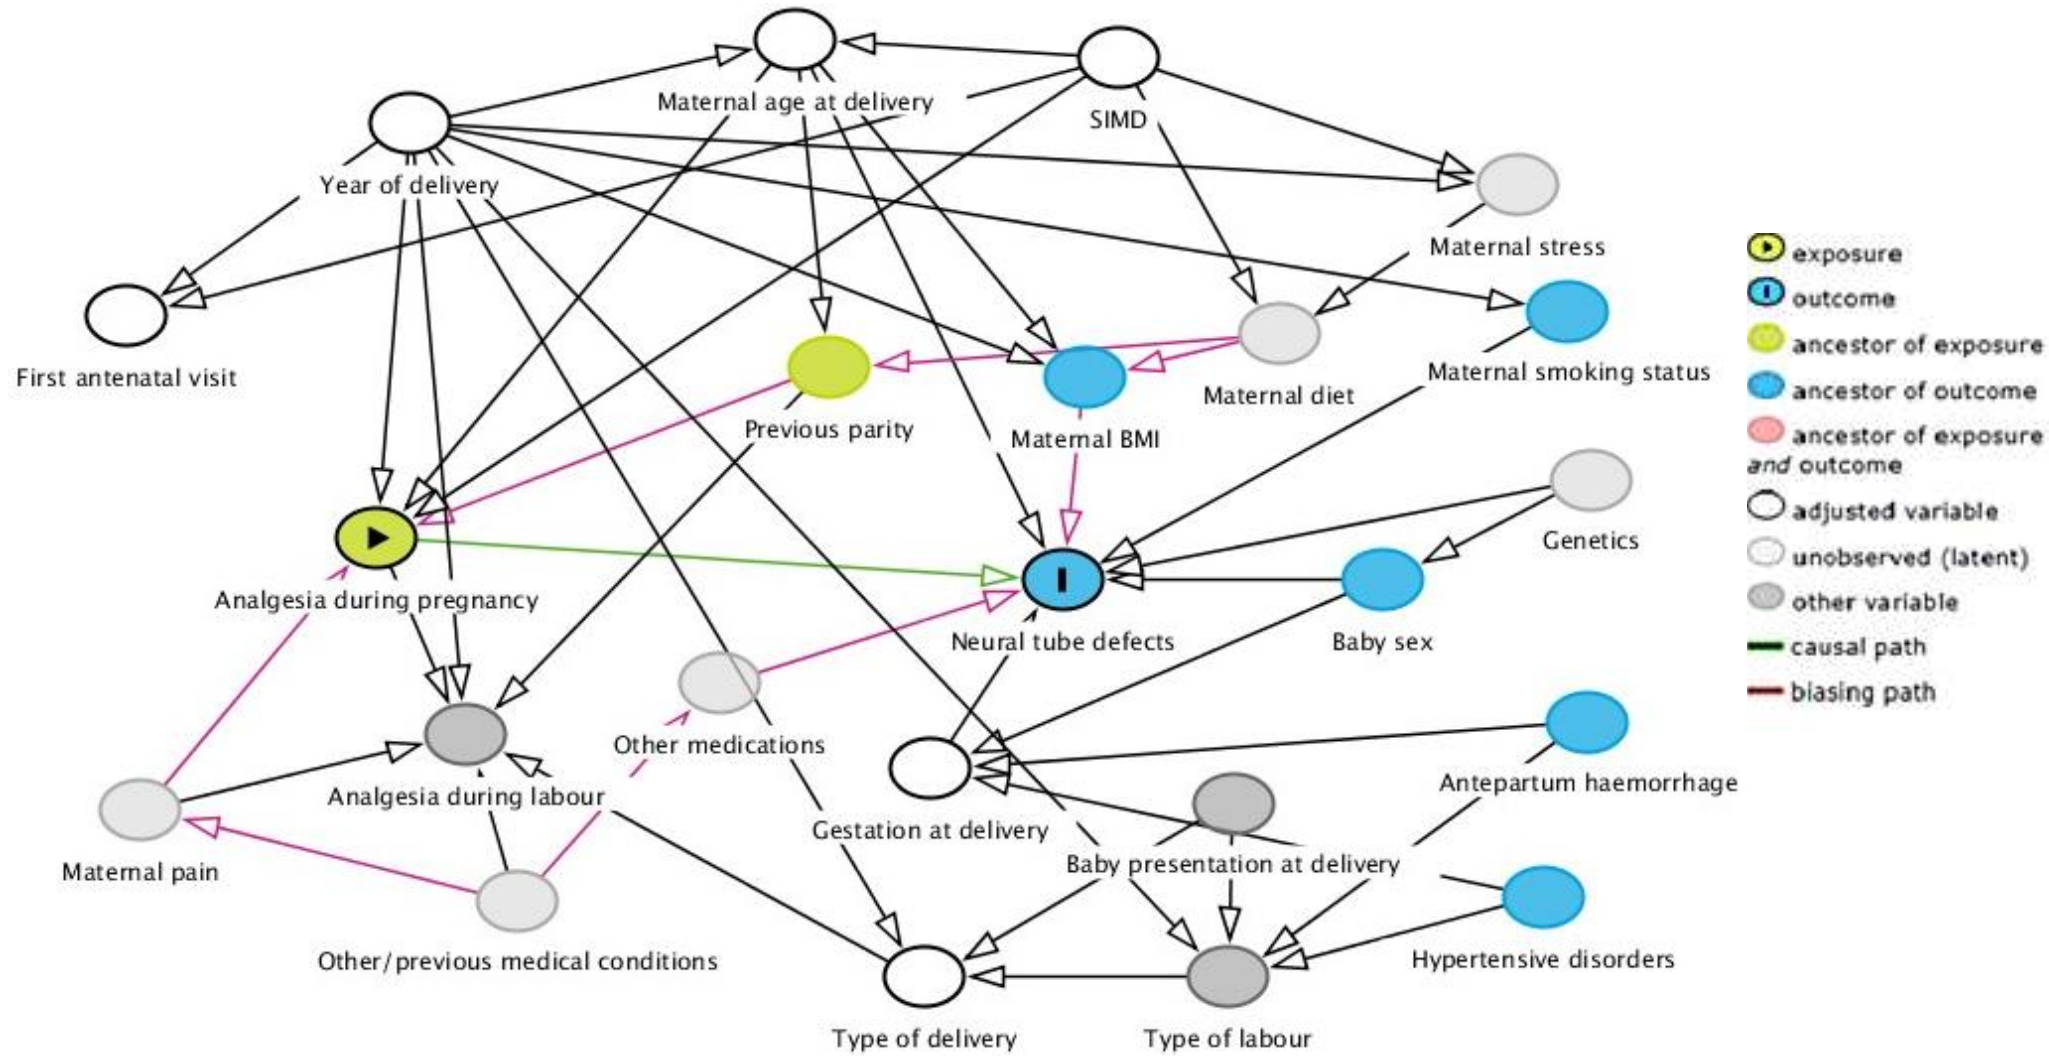 Maternal age at delivery
SIMD
Year of delivery
Maternal stress
First antenatal visit
Previous parity
Maternal BMI
Maternal diet
Maternal smoking status
Genetics
Analgesia during pregnancy
Neural tube defects
Baby sex
Other medications
Analgesia during labour
Gestation at delivery
Antepartum haemorrhage
Maternal pain
Baby presentation at delivery
Other/previous medical conditions
Hypertensive disorders
Type of delivery
Type of labour
exposure
outcome
ancestor of exposure
ancestor of outcome
ancestor of exposure
and outcome
adjusted variable
unobserved (latent)
other variable
causal path
biasing path